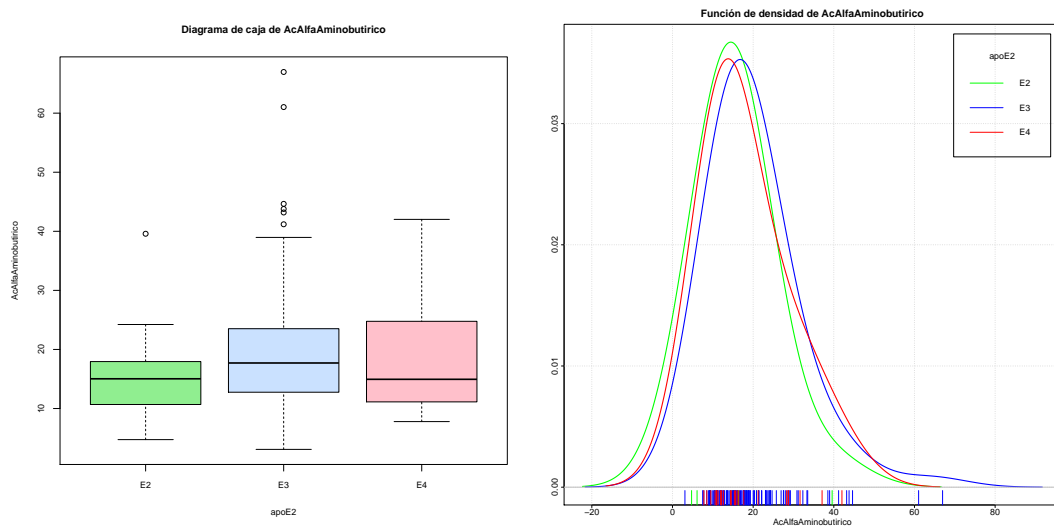 Diagrama de caja de AcAlfaAminobutirico
AcAlfaAminobutirico
60
50
40
30
20
10
E2
E3
E4
apoE2
Función de densidad de AcAlfaAminobutirico
apoE2
E2
E3
E4
0.03
0.02
0.01
0.00
−20
0
20
40
60
80
AcAlfaAminobutirico